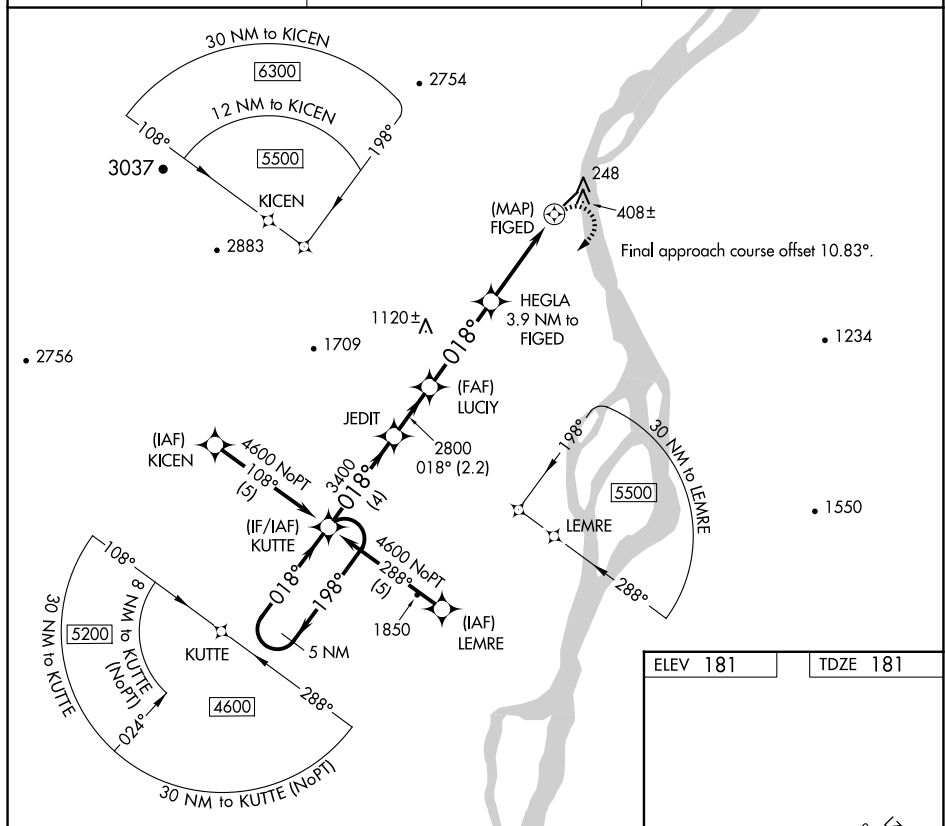 30 NM to KICEN
6300
2754
12 NM to KICEN
108°
198°
5500
3037
KICEN
2883
248
(MAP)
FIGED
408±
Final approach course offset 10.83°.
HEGLA
3.9 NM to
FIGED
1120±
018°
1234
1709
2756
(FAF)
LUCIY
JEDIT
2800
018° (2.2)
(IAF)
KICEN
4600 NoPT
108°
(5)
3400
018°
(4)
198°
30 NM to LEMRE
5500
1550
LEMRE
288°
(IF/IAF)
KUTTE
4600 NoPT
288°
(5)
018°
198°
1850
(IAF)
LEMRE
5 NM
108°
30 NM to KUTTE
5200
8 NM to KUTTE
(NoPT)
024°
KUTTE
288°
4600
30 NM to KUTTE (NoPT)
ELEV 181
TDZE 181